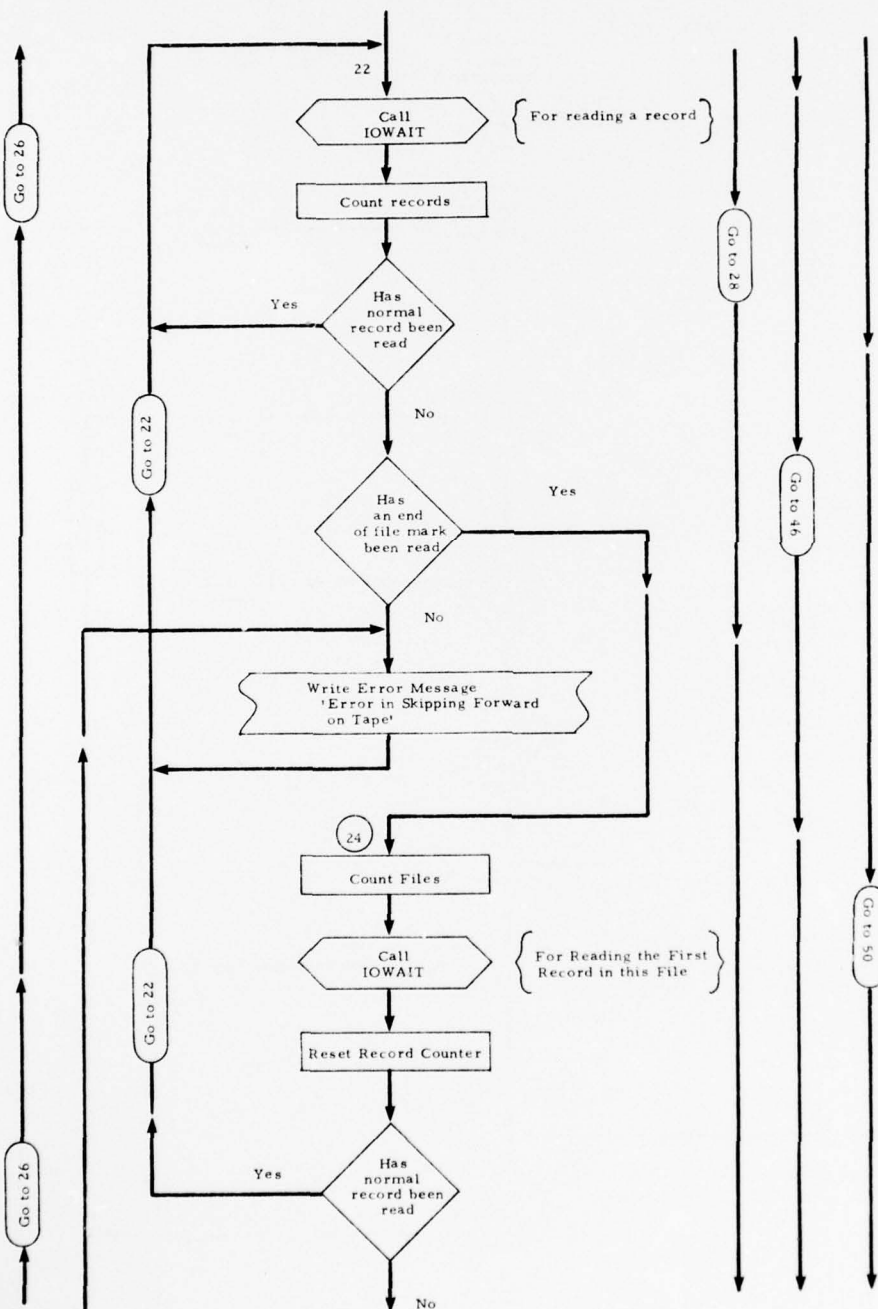 22
Call
IOWAIT
For reading a record
Go to 26
Count records
Go to 28
Has
normal
record been
read
Yes
No
Go to 22
Go to 46
Has
an end
of file mark
been read
Yes
No
Write Error Message
'Error in Skipping Forward
on Tape'
24
Count Files
Go to 50
Call
IOWAIT
For Reading the First
Record in this File
Go to 22
Reset Record Counter
Has
normal
record been
read
Yes
Go to 26
No